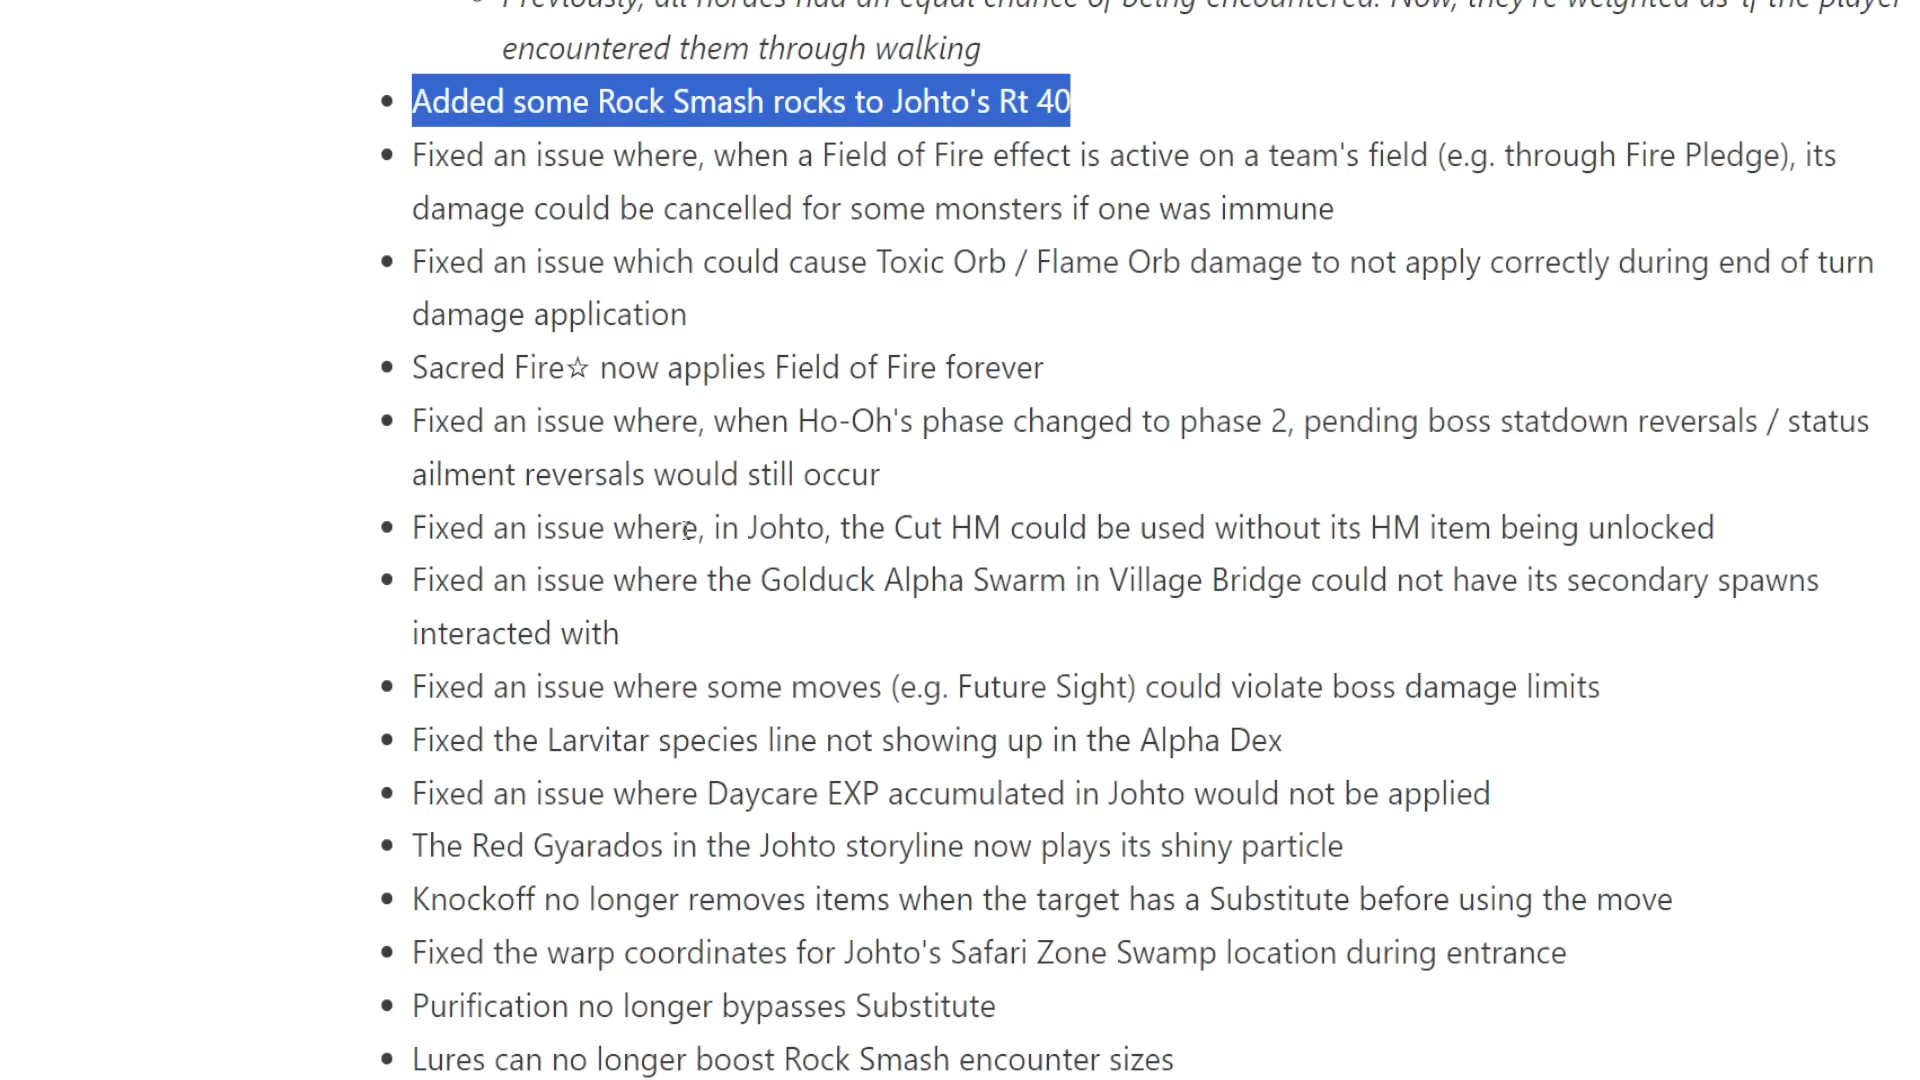 Previously, all hordes had an equal chance of being encountered. Now, they're weighted as if the player
encountered them through walking
Added some Rock Smash rocks to Johto's Rt 40
Fixed an issue where, when a Field of Fire effect is active on a team's field (e.g. through Fire Pledge), its
damage could be cancelled for some monsters if one was immune
Fixed an issue which could cause Toxic Orb / Flame Orb damage to not apply correctly during end of turn
damage application
Sacred Fire☆ now applies Field of Fire forever
Fixed an issue where, when Ho-Oh's phase changed to phase 2, pending boss statdown reversals / status
ailment reversals would still occur
Fixed an issue where, in Johto, the Cut HM could be used without its HM item being unlocked
Fixed an issue where the Golduck Alpha Swarm in Village Bridge could not have its secondary spawns
interacted with
Fixed an issue where some moves (e.g. Future Sight) could violate boss damage limits
Fixed the Larvitar species line not showing up in the Alpha Dex
Fixed an issue where Daycare EXP accumulated in Johto would not be applied
The Red Gyarados in the Johto storyline now plays its shiny particle
Knockoff no longer removes items when the target has a Substitute before using the move
Fixed the warp coordinates for Johto's Safari Zone Swamp location during entrance
Purification no longer bypasses Substitute
Lures can no longer boost Rock Smash encounter sizes